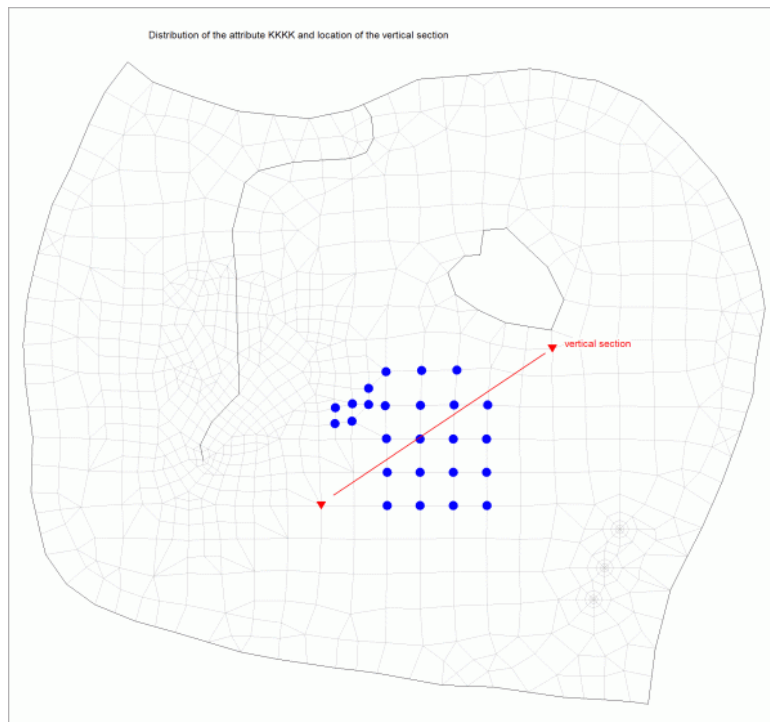 Distribution of the attribute KKKK and location of the vertical section
vertical section